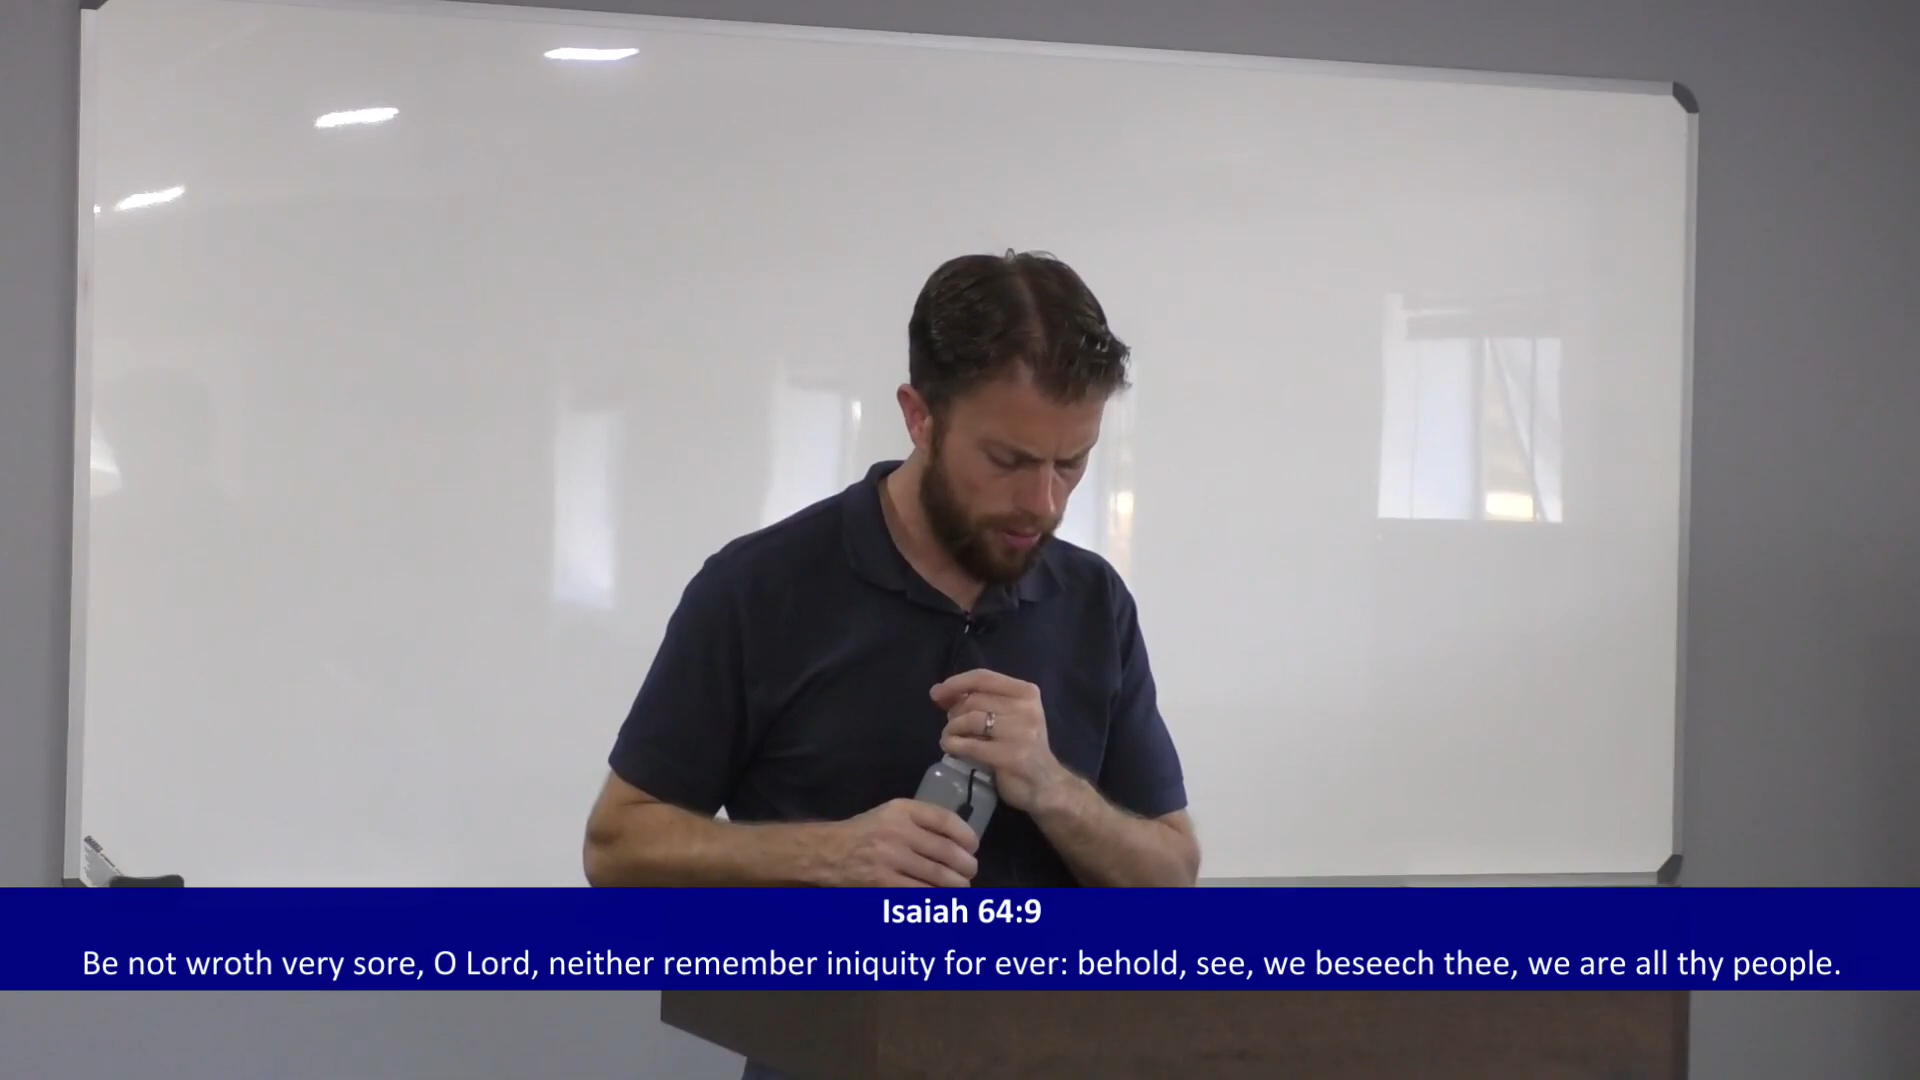 Isaiah 64:9
Be not wroth very sore, O Lord, neither remember iniquity for ever: behold, see, we beseech thee, we are all thy people.